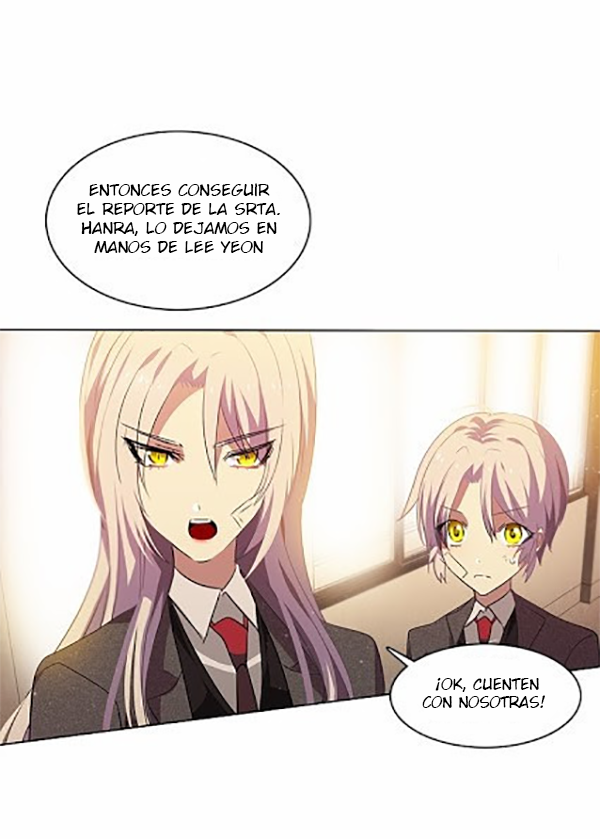 ENTONCES CONSEGUIR
EL REPORTE DE LA SRTA.
HANRA, LO DEJAMOS EN
MANOS DE LEE YEON
¡OK, CUENTEN
CON NOSOTRAS!